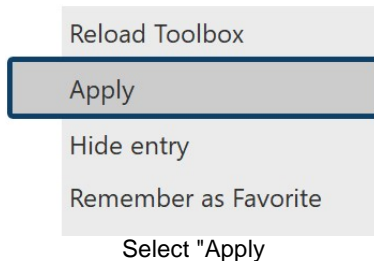 Reload Toolbox
Apply
Hide entry
Remember as Favorite
Select "Apply